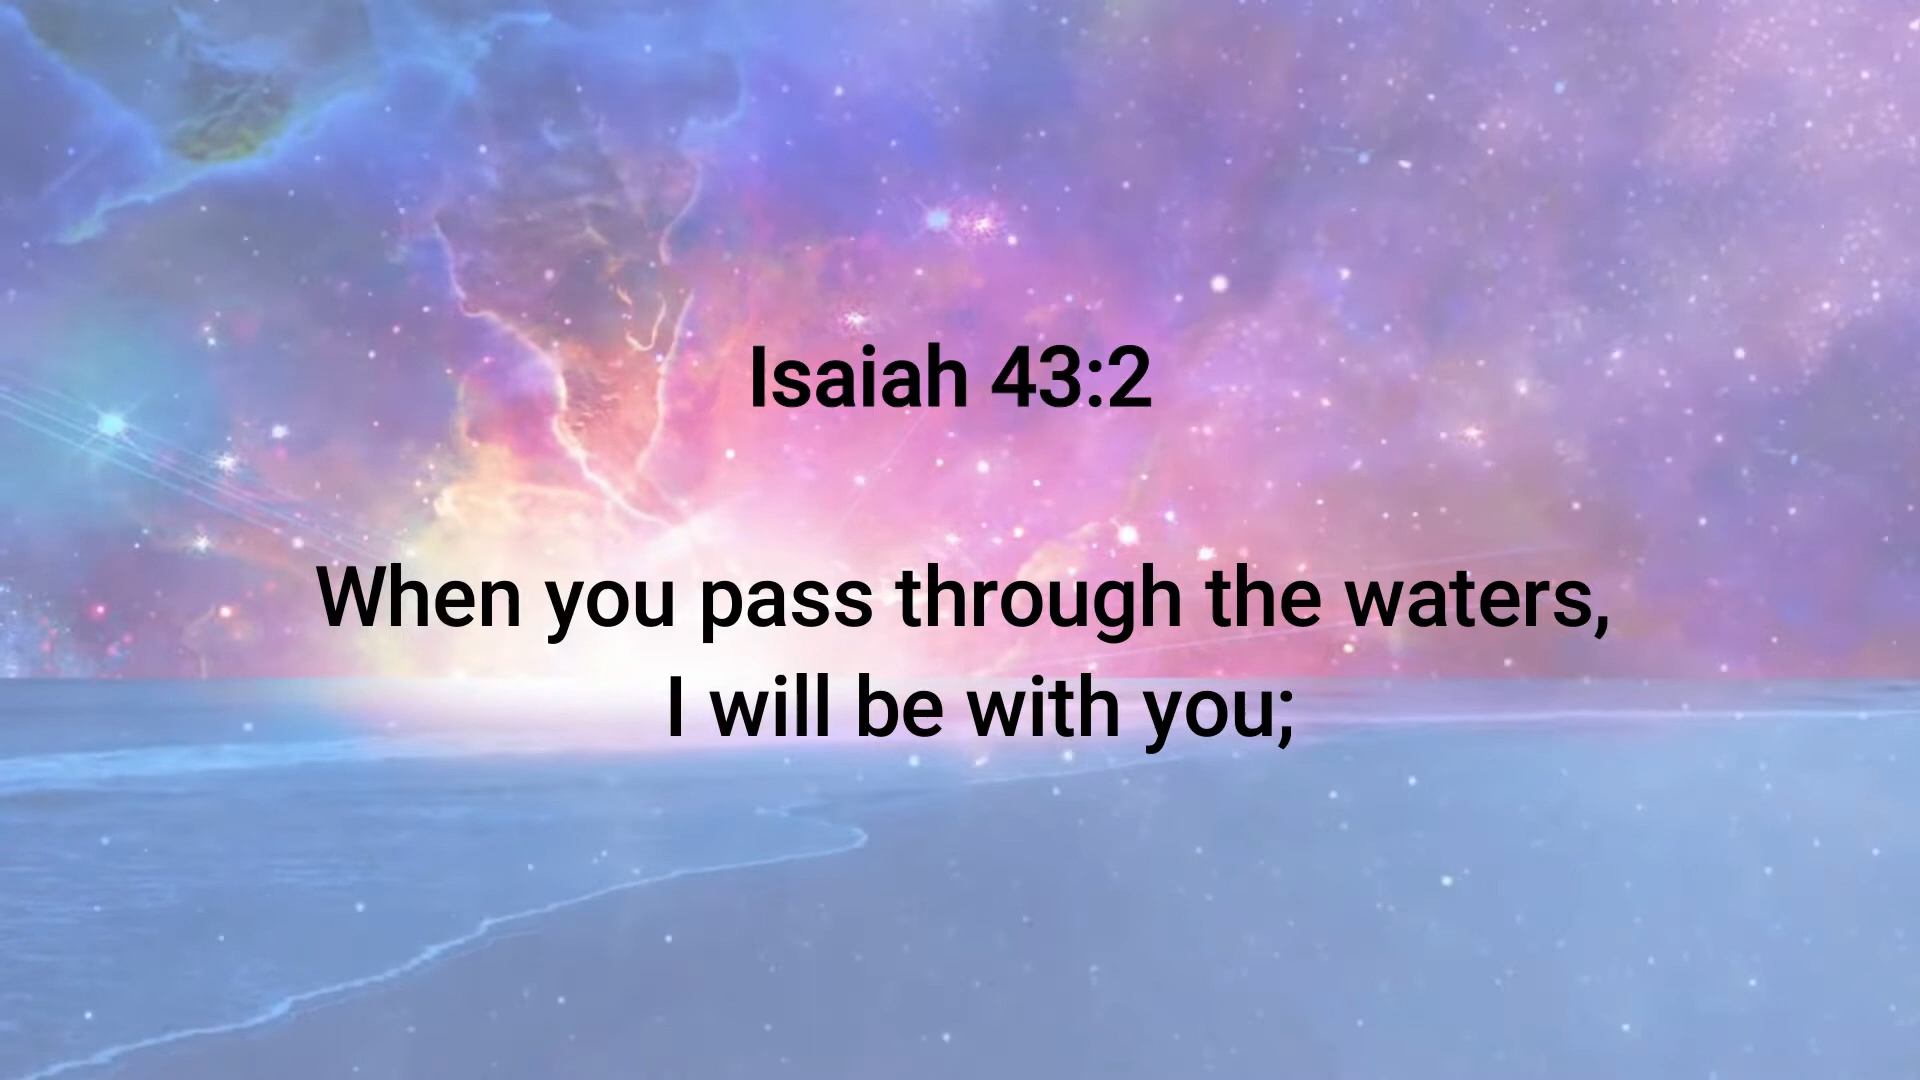 Isaiah 43:2
When you pass through the waters,
I will be with you;